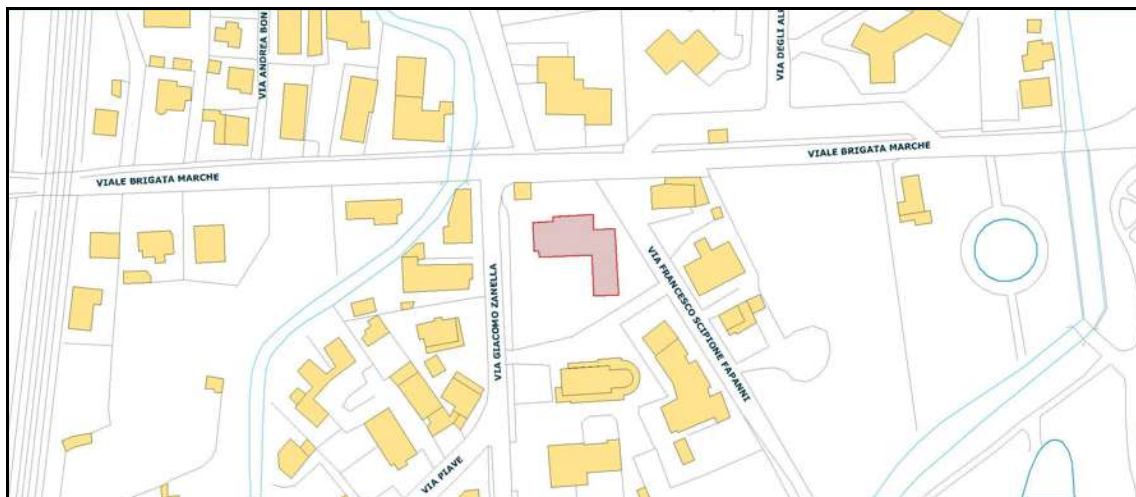 VIA ANDREA BON
VIA DEGLI ALP
VIALE BRIGATA MARCHE
VIALE BRIGATA MARCHE
VIA GIACOMO ZANELLA
VIA FRANCESCO SCIPIONE FAPANNI
VIA PIAVE